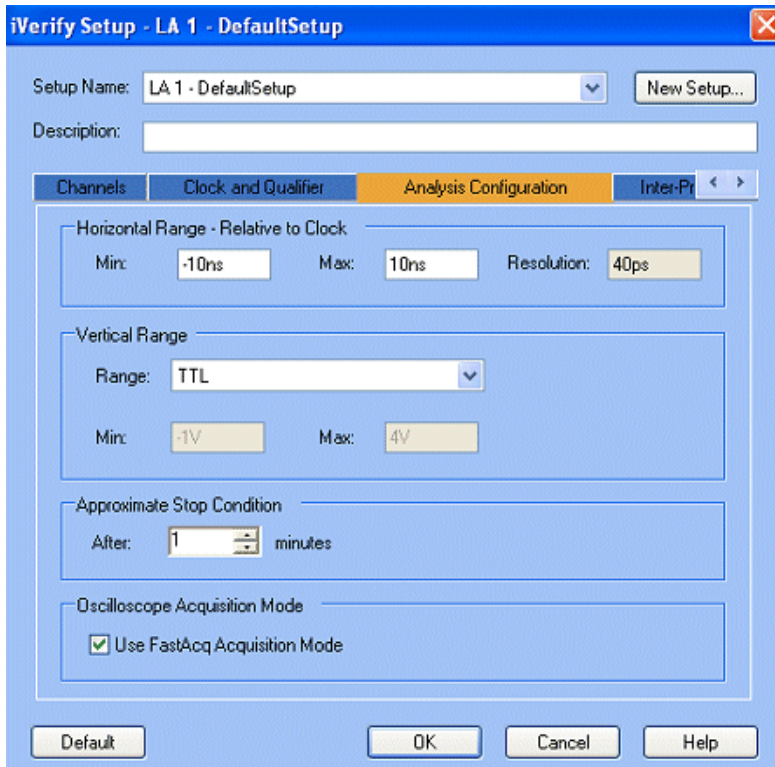 iVerify Setup - LA 1 - DefaultSetup
Setup Name: LA 1 - DefaultSetup New Setup...
Description:
Channels Clock and Qualifier Analysis Configuration Inter-Pr
Horizontal Range - Relative to Clock
Min: -10ns Max: 10ns Resolution: 40ps
Vertical Range
Range: TTL
Min: -1V Max: 4V
Approximate Stop Condition
After: 1 minutes
Oscilloscope Acquisition Mode
Use FastAcq Acquisition Mode
Default OK Cancel Help